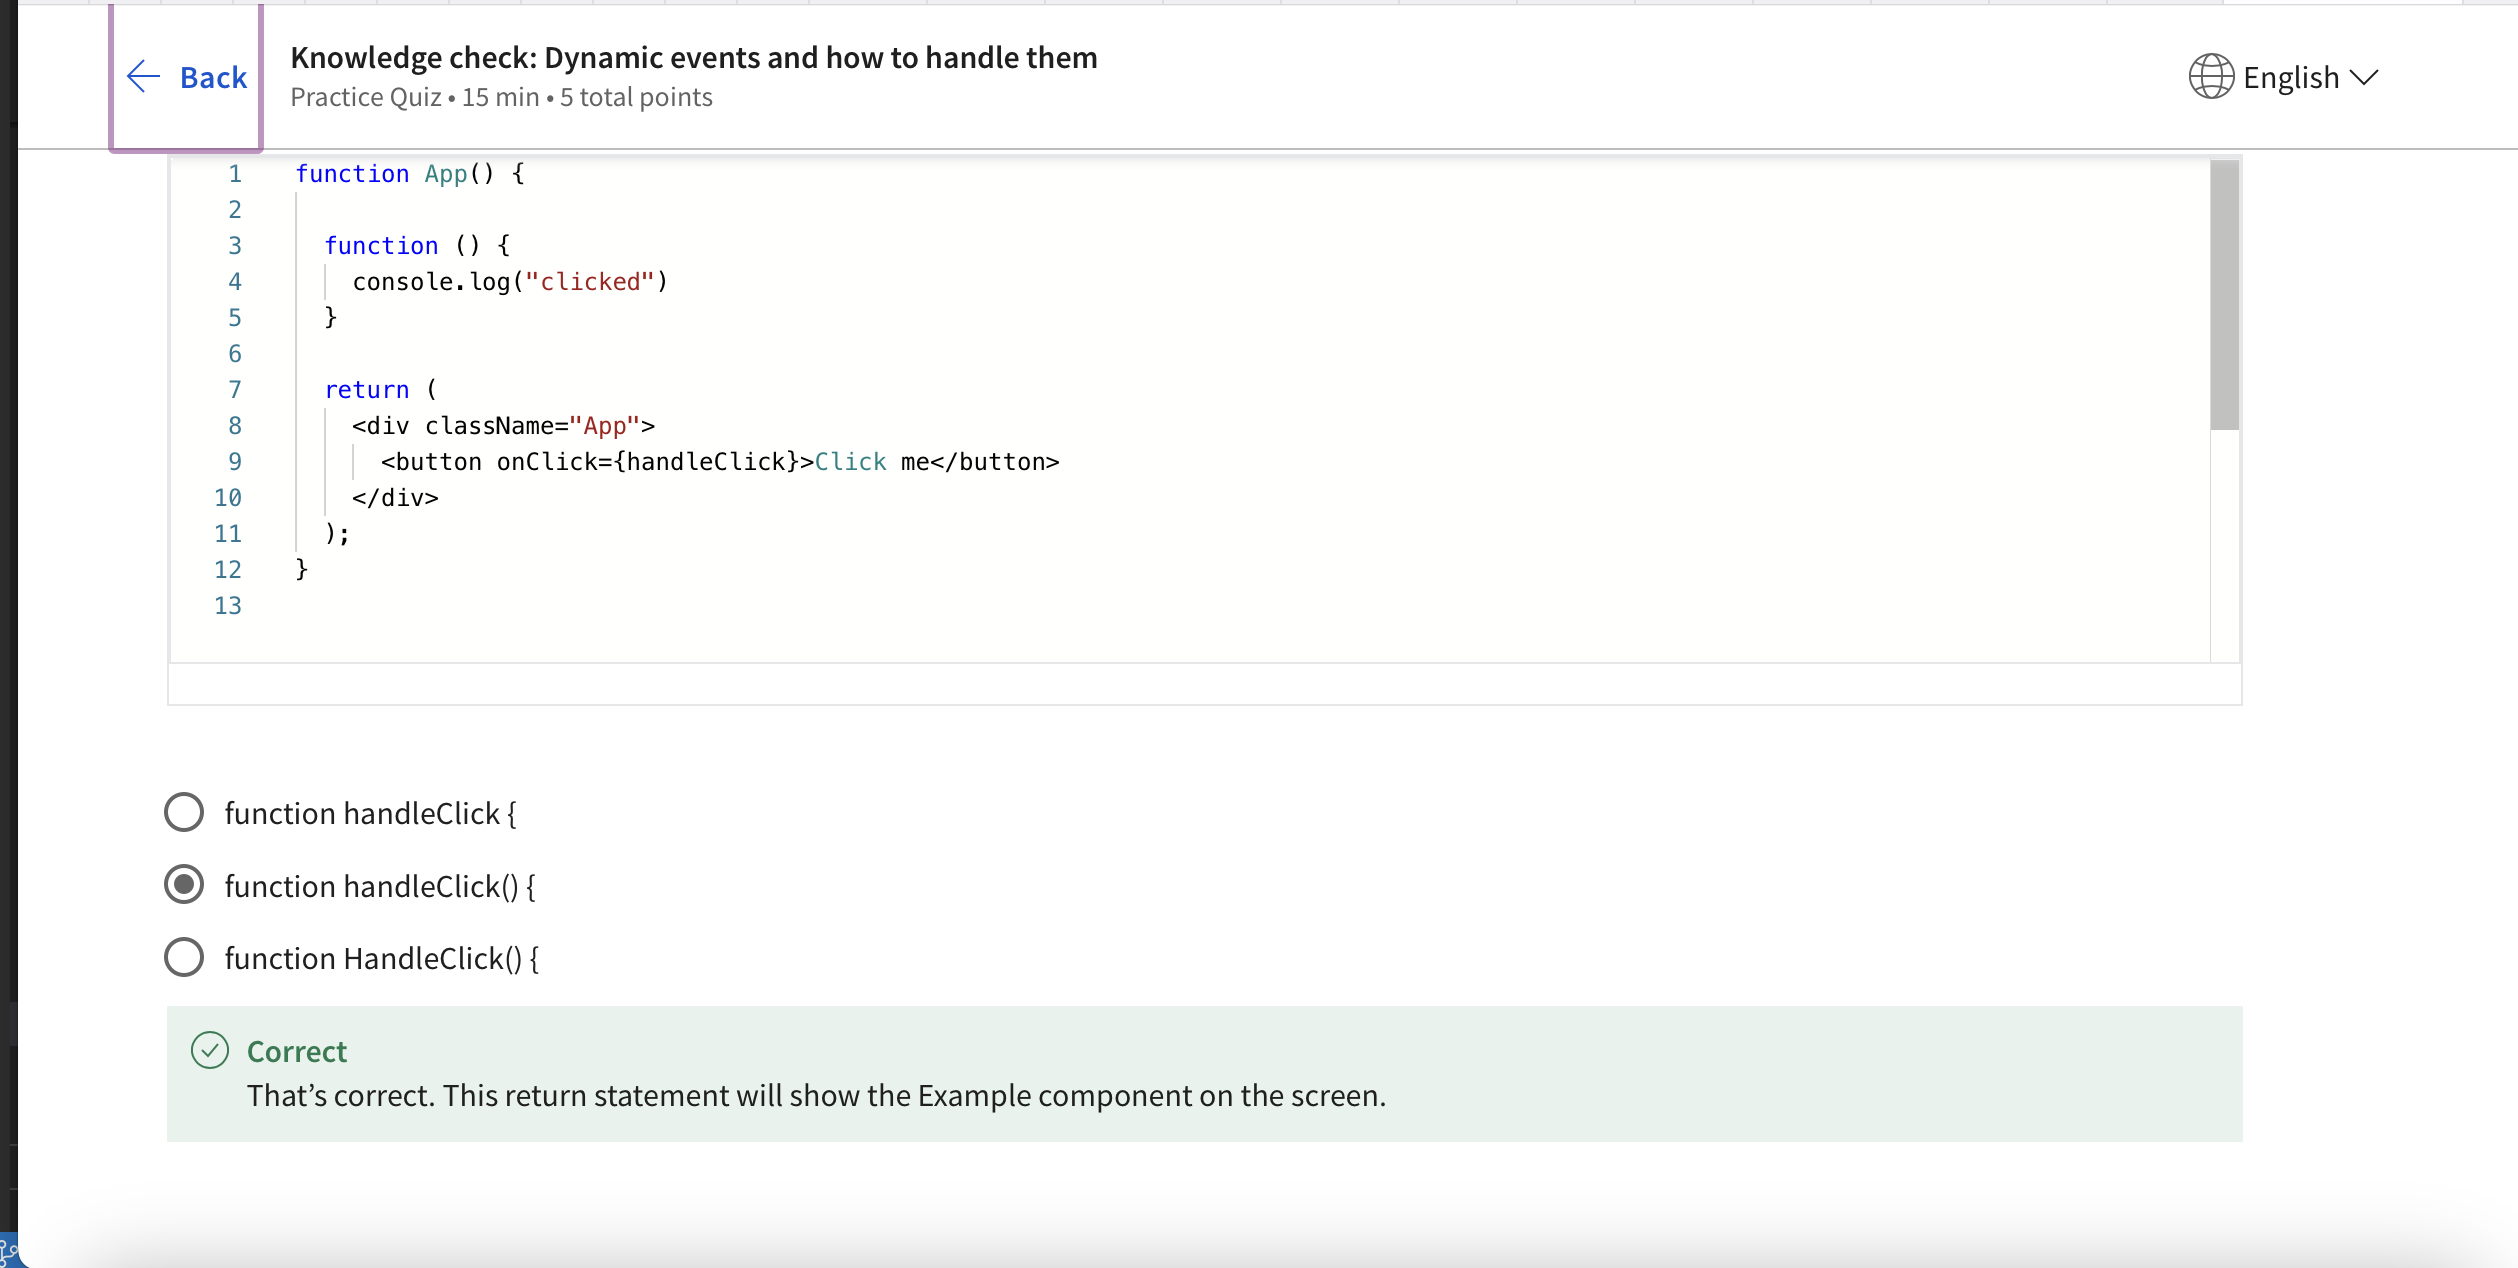 Back
Knowledge check: Dynamic events and how to handle them
Practice Quiz • 15 min • 5 total points
English
1 function App() {
2
3 function () {
4 console.log("clicked")
5 }
6
7 return (
8 <div className="App">
9 <button onClick={handleClick}>Click me</button>
10 </div>
11 );
12 }
13
function handleClick {
function handleClick() {
function HandleClick() {
Correct
That’s correct. This return statement will show the Example component on the screen.